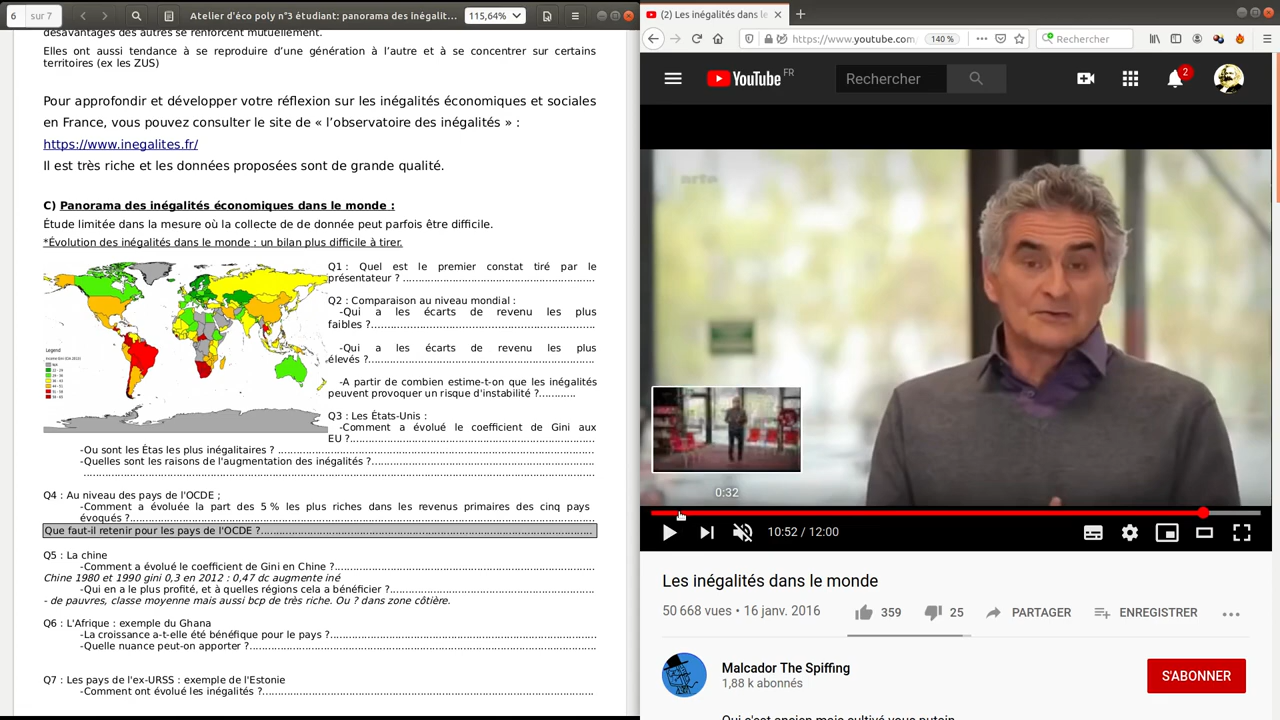 6 sur 7
Atelier d'éco poly n°3 étudiant: panorama des inégalit...
115,64%
désavantages des autres se renforcent mutuellement.
Elles ont aussi tendance à se reproduire d'une génération à l'autre et à se concentrer sur certains
territoires (ex les ZUS)
Pour approfondir et développer votre réflexion sur les inégalités économiques et sociales
en France, vous pouvez consulter le site de « l'observatoire des inégalités » :
https://www.inegalites.fr/
Il est très riche et les données proposées sont de grande qualité.
C) Panorama des inégalités économiques dans le monde :
Étude limitée dans la mesure où la collecte de de donnée peut parfois être difficile.
*Évolution des inégalités dans le monde : un bilan plus difficile à tirer.
Legend
Q1 : Quel est le premier constat tiré par le
présentateur ? ......................................................
Q2 : Comparaison au niveau mondial :
-Qui a les écarts de revenu les plus
faibles ?...............................................................
-Qui a les écarts de revenu les plus
élevés ?...............................................................
-A partir de combien estime-t-on que les inégalités
peuvent provoquer un risque d'instabilité ?...........
Q3 : Les États-Unis :
-Comment a évolué le coefficient de Gini aux
EU ?......................................................................
-Ou sont les Étas les plus inégalitaires ? ..............................................................................
-Quelles sont les raisons de l'augmentation des inégalités ?...............................................................
..............................................................................................................................
Q4 : Au niveau des pays de l'OCDE ;
-Comment a évoluée la part des 5 % les plus riches dans les revenus primaires des cinq pays
évoqués ?..............................................................................................................
Que faut-il retenir pour les pays de l'OCDE ?..............................................................................
Q5 : La chine
-Comment a évolué le coefficient de Gini en Chine ?..................................................................
Chine 1980 et 1990 gini 0,3 en 2012 : 0,47 dc augmente iné
-Qui en a le plus profité, et à quelles régions cela a bénéficier ?.....................................................
- de pauvres, classe moyenne mais aussi bcp de très riche. Ou ? dans zone côtière.
Q6 : L'Afrique : exemple du Ghana
-La croissance a-t-elle été bénéfique pour le pays ?....................................................................
-Quelle nuance peut-on apporter ?..........................................................................................
Q7 : Les pays de l'ex-URSS : exemple de l'Estonie
-Comment ont évolué les inégalités ?.....................................................................................
(2) Les inégalités dans le
https://www.youtube.com
140 %
Rechercher
YouTube FR
Rechercher
2
arte
0:32
10:52 / 12:00
Les inégalités dans le monde
50 668 vues • 16 janv. 2016
359
25
PARTAGER
ENREGISTRER
Malcador The Spiffing
1,88 k abonnés
S'ABONNER
Qui c'est ancien mais cultivé vous putain